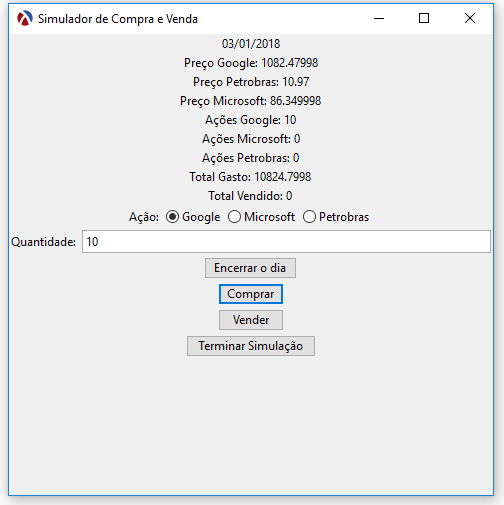 Simulador de Compra e Venda
03/01/2018
Preço Google: 1082.47998
Preço Petrobras: 10.97
Preço Microsoft: 86.349998
Ações Google: 10
Ações Microsoft: 0
Ações Petrobras: 0
Total Gasto: 10824.7998
Total Vendido: 0
Ação: Google Microsoft Petrobras
Quantidade: 10
Encerrar o dia
Comprar
Vender
Terminar Simulação